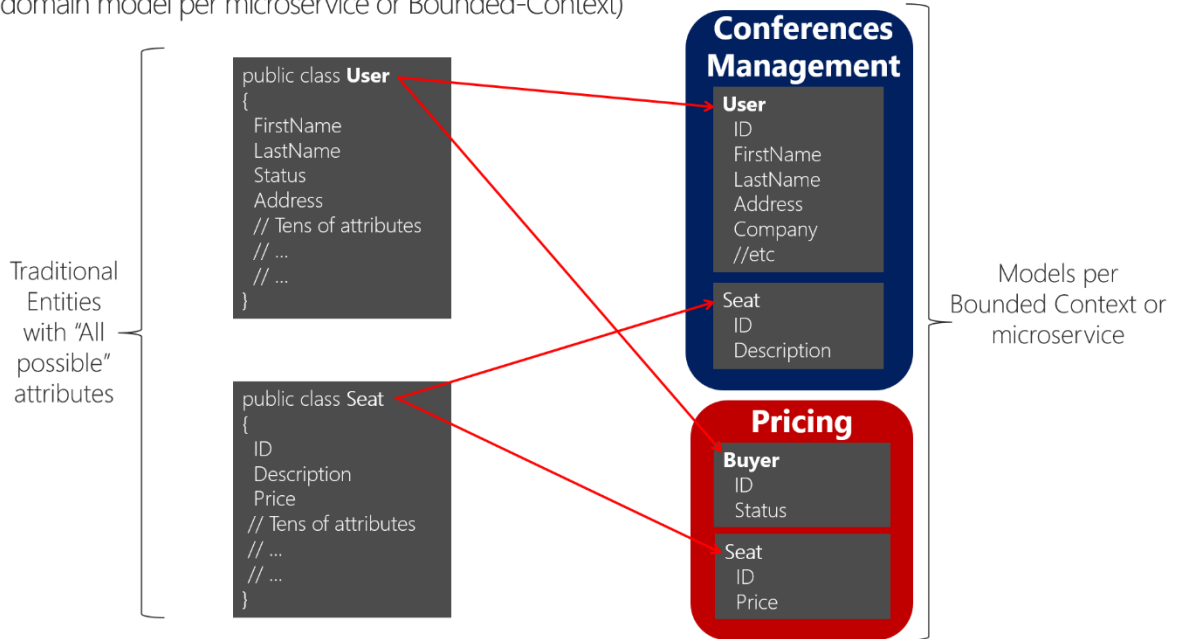 domain model per microservice or Bounded-Context)
Traditional
Entities
with “All
possible”
attributes
public class User
{
FirstName
LastName
Status
Address
// Tens of attributes
// ...
// ...
}
public class Seat
{
ID
Description
Price
// Tens of attributes
// ...
// ...
}
Conferences
Management
User
ID
FirstName
LastName
Address
Company
//etc
Seat
ID
Description
Pricing
Buyer
ID
Status
Seat
ID
Price
Models per
Bounded Context or
microservice